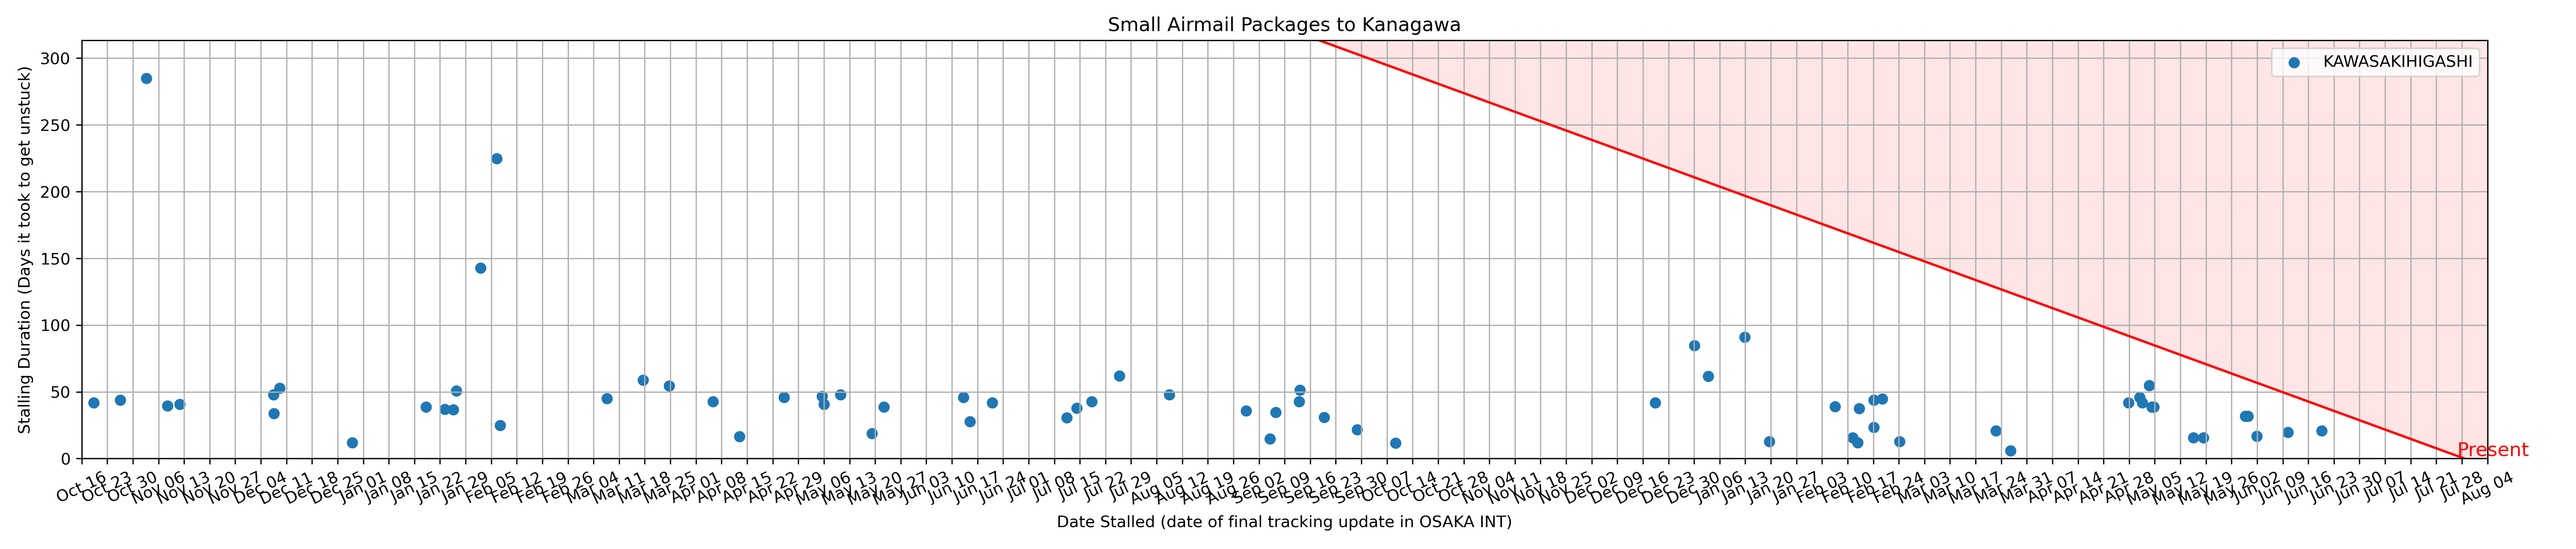 Small Airmail Packages to Kanagawa
KAWASAKIHIGASHI
Stalling Duration (Days it took to get unstuck)
300
250
200
150
100
50
0
Present
Oct 16
Oct 23
Oct 30
Nov 06
Nov 13
Nov 20
Nov 27
Dec 04
Dec 11
Dec 18
Dec 25
Jan 01
Jan 08
Jan 15
Jan 22
Jan 29
Feb 05
Feb 12
Feb 19
Feb 26
Mar 04
Mar 11
Mar 18
Mar 25
Apr 01
Apr 08
Apr 15
Apr 22
Apr 29
May 06
May 13
May 20
May 27
Jun 03
Jun 10
Jun 17
Jun 24
Jul 01
Jul 08
Jul 15
Jul 22
Jul 29
Aug 05
Aug 12
Aug 19
Aug 26
Sep 02
Sep 09
Sep 16
Sep 23
Sep 30
Oct 07
Oct 14
Oct 21
Oct 28
Nov 04
Nov 11
Nov 18
Nov 25
Dec 02
Dec 09
Dec 16
Dec 23
Dec 30
Jan 06
Jan 13
Jan 20
Jan 27
Feb 03
Feb 10
Feb 17
Feb 24
Mar 03
Mar 10
Mar 17
Mar 24
Mar 31
Apr 07
Apr 14
Apr 21
Apr 28
May 05
May 12
May 19
May 26
Jun 02
Jun 09
Jun 16
Jun 23
Jun 30
Jul 07
Jul 14
Jul 21
Jul 28
Aug 04
Date Stalled (date of final tracking update in OSAKA INT)